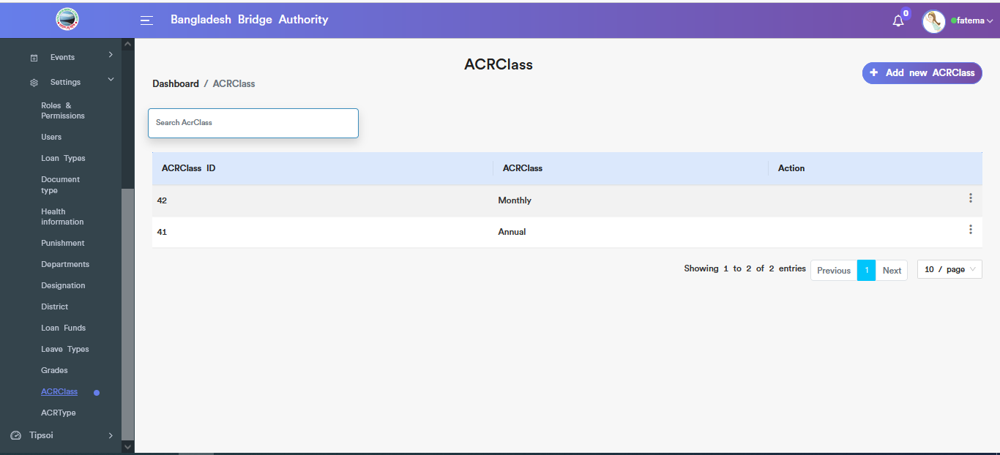 Bangladesh Bridge Authority
0
fatema
Events
Settings
Roles &
Permissions
Users
Loan Types
Document
type
Health
information
Punishment
Departments
Designation
District
Loan Funds
Leave Types
Grades
ACRClass
ACRType
Tipsoi
ACRClass
Dashboard / ACRClass
+ Add new ACRClass
Search AcrClass
ACRClass ID ACRClass Action
42 Monthly
41 Annual
Showing 1 to 2 of 2 entries Previous 1 Next 10 / page